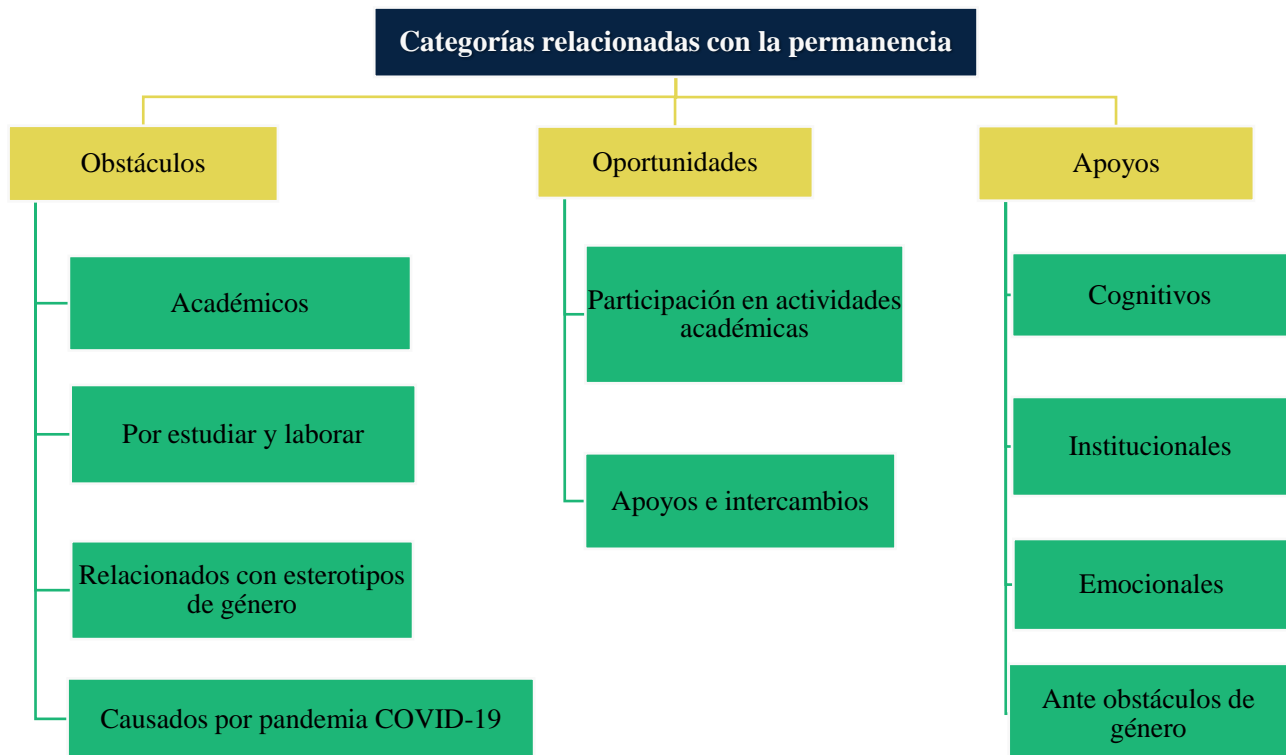 Categorías relacionadas con la permanencia
Obstáculos
Académicos
Por estudiar y laborar
Relacionados con esterotipos
de género
Causados por pandemia COVID-19
Oportunidades
Participación en actividades
académicas
Apoyos e intercambios
Apoyos
Cognitivos
Institucionales
Emocionales
Ante obstáculos de
género